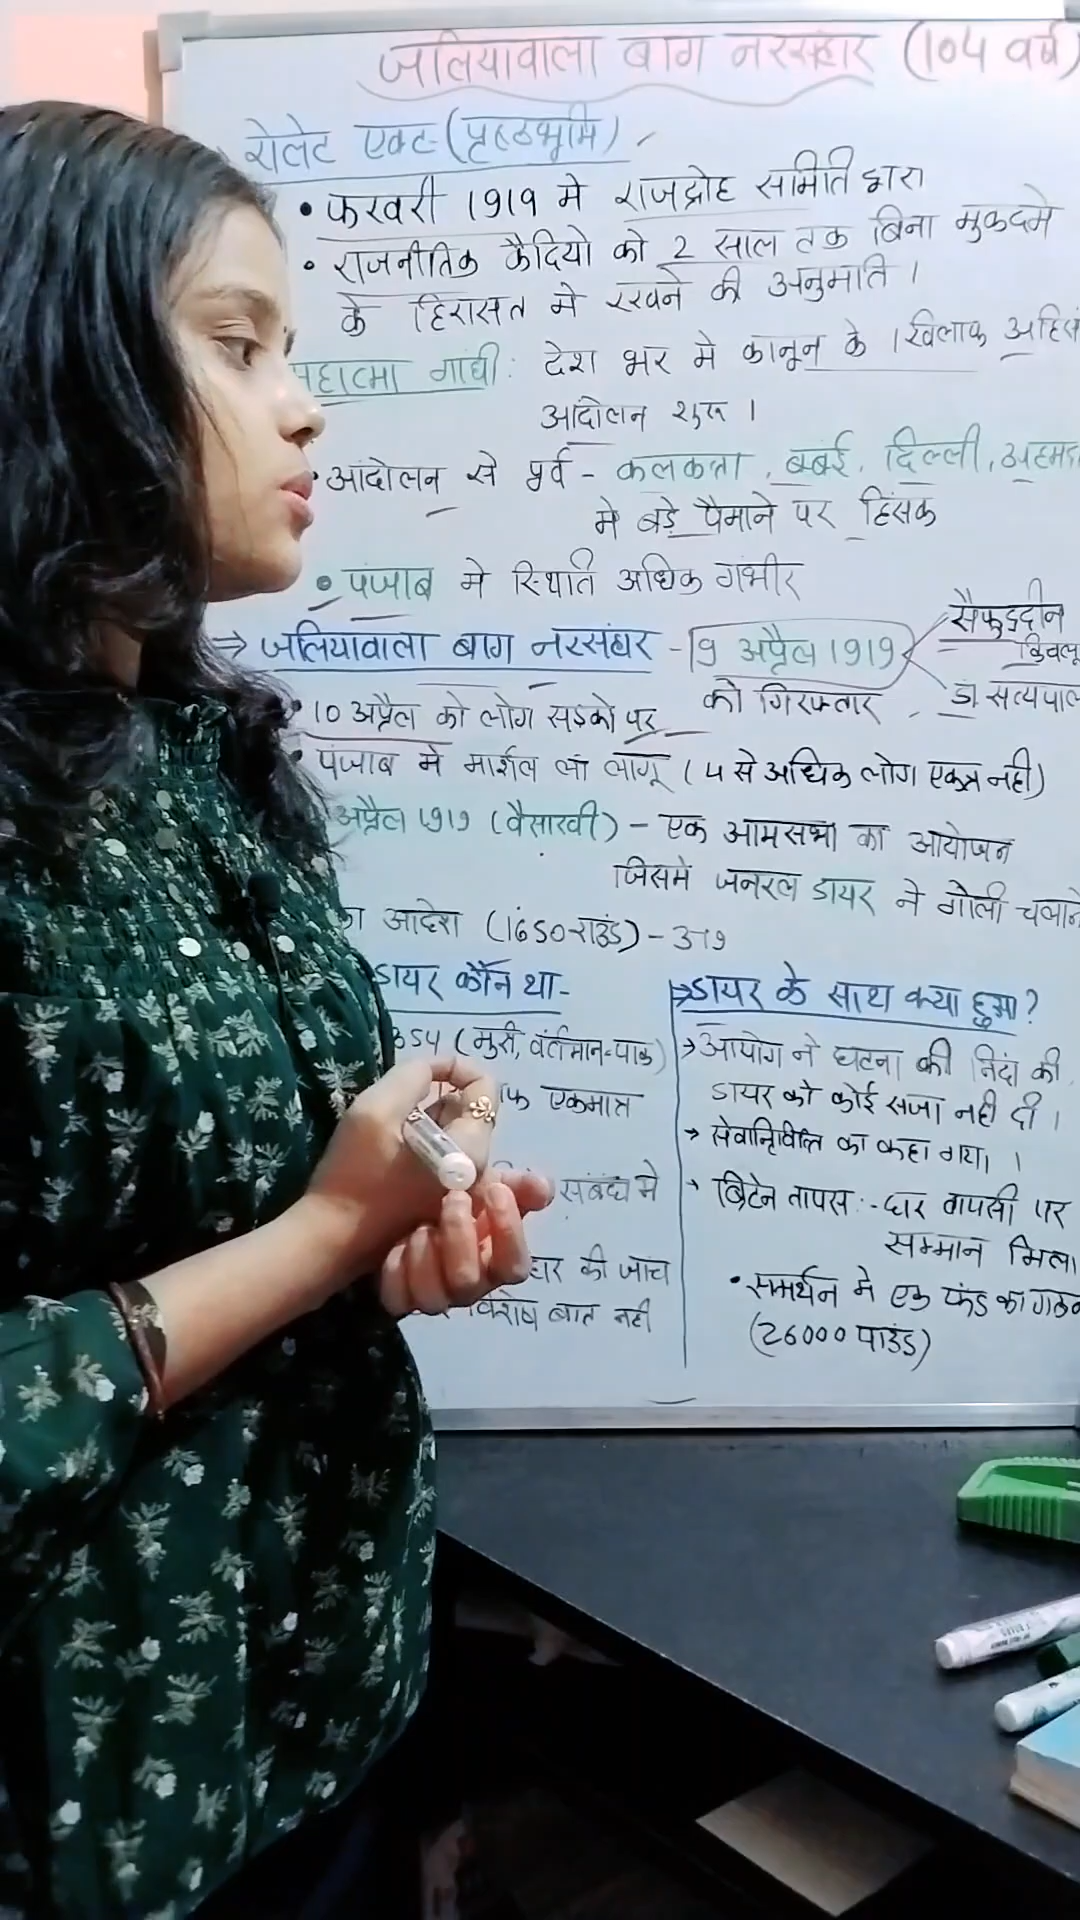 जलियावाला बाग नरसंहार (104 वर्ष)
रोलेट एक्ट-(पृष्ठभूमि)
• फरवरी 1919 मे राजद्रोह समिति द्वारा
• राजनीतिक कैदियो को 2 साल तक बिना मुकदमे
के हिरासत मे रखने की अनुमति।
महात्मा गांधी: देश भर मे कानून के खिलाफ अहिंस
आंदोलन शुरू।
• आंदोलन से पूर्व - कलकत्ता, बम्बई, दिल्ली, अहमदा
मे बड़े पैमाने पर हिंसक
• पंजाब मे स्थिति अधिक गंभीर
→ जलियावाला बाग नरसंहार - 9 अप्रैल 1919 सैफुद्दीन
किचलू
को गिरफ्तार, डा सत्यपाल
• 10 अप्रैल को लोग सड़को पर
• पंजाब मे मार्शल लॉ लागू (4 से अधिक लोग एकत्र नही)
अप्रैल 1919 (वैसाखी) - एक आमसभा का आयोजन
जिसमे जनरल डायर ने गोली चलाने
का आदेश (1650-राउंड) - 379
डायर कौन था-
(मुरी, वर्तमान-पाक)
एकमात्र
संबंध मे
की जांच
विशेष बात नही
→ डायर के साथ क्या हुआ?
→ आयोग ने घटना की निंदा की
डायर को कोई सजा नही दी।
→ सेवानिवृत्ति का कहा गया।
→ ब्रिटेन वापस:- घर वापसी पर
सम्मान मिला
• समर्थन मे एक फंड का गठन
(26000 पाउंड)